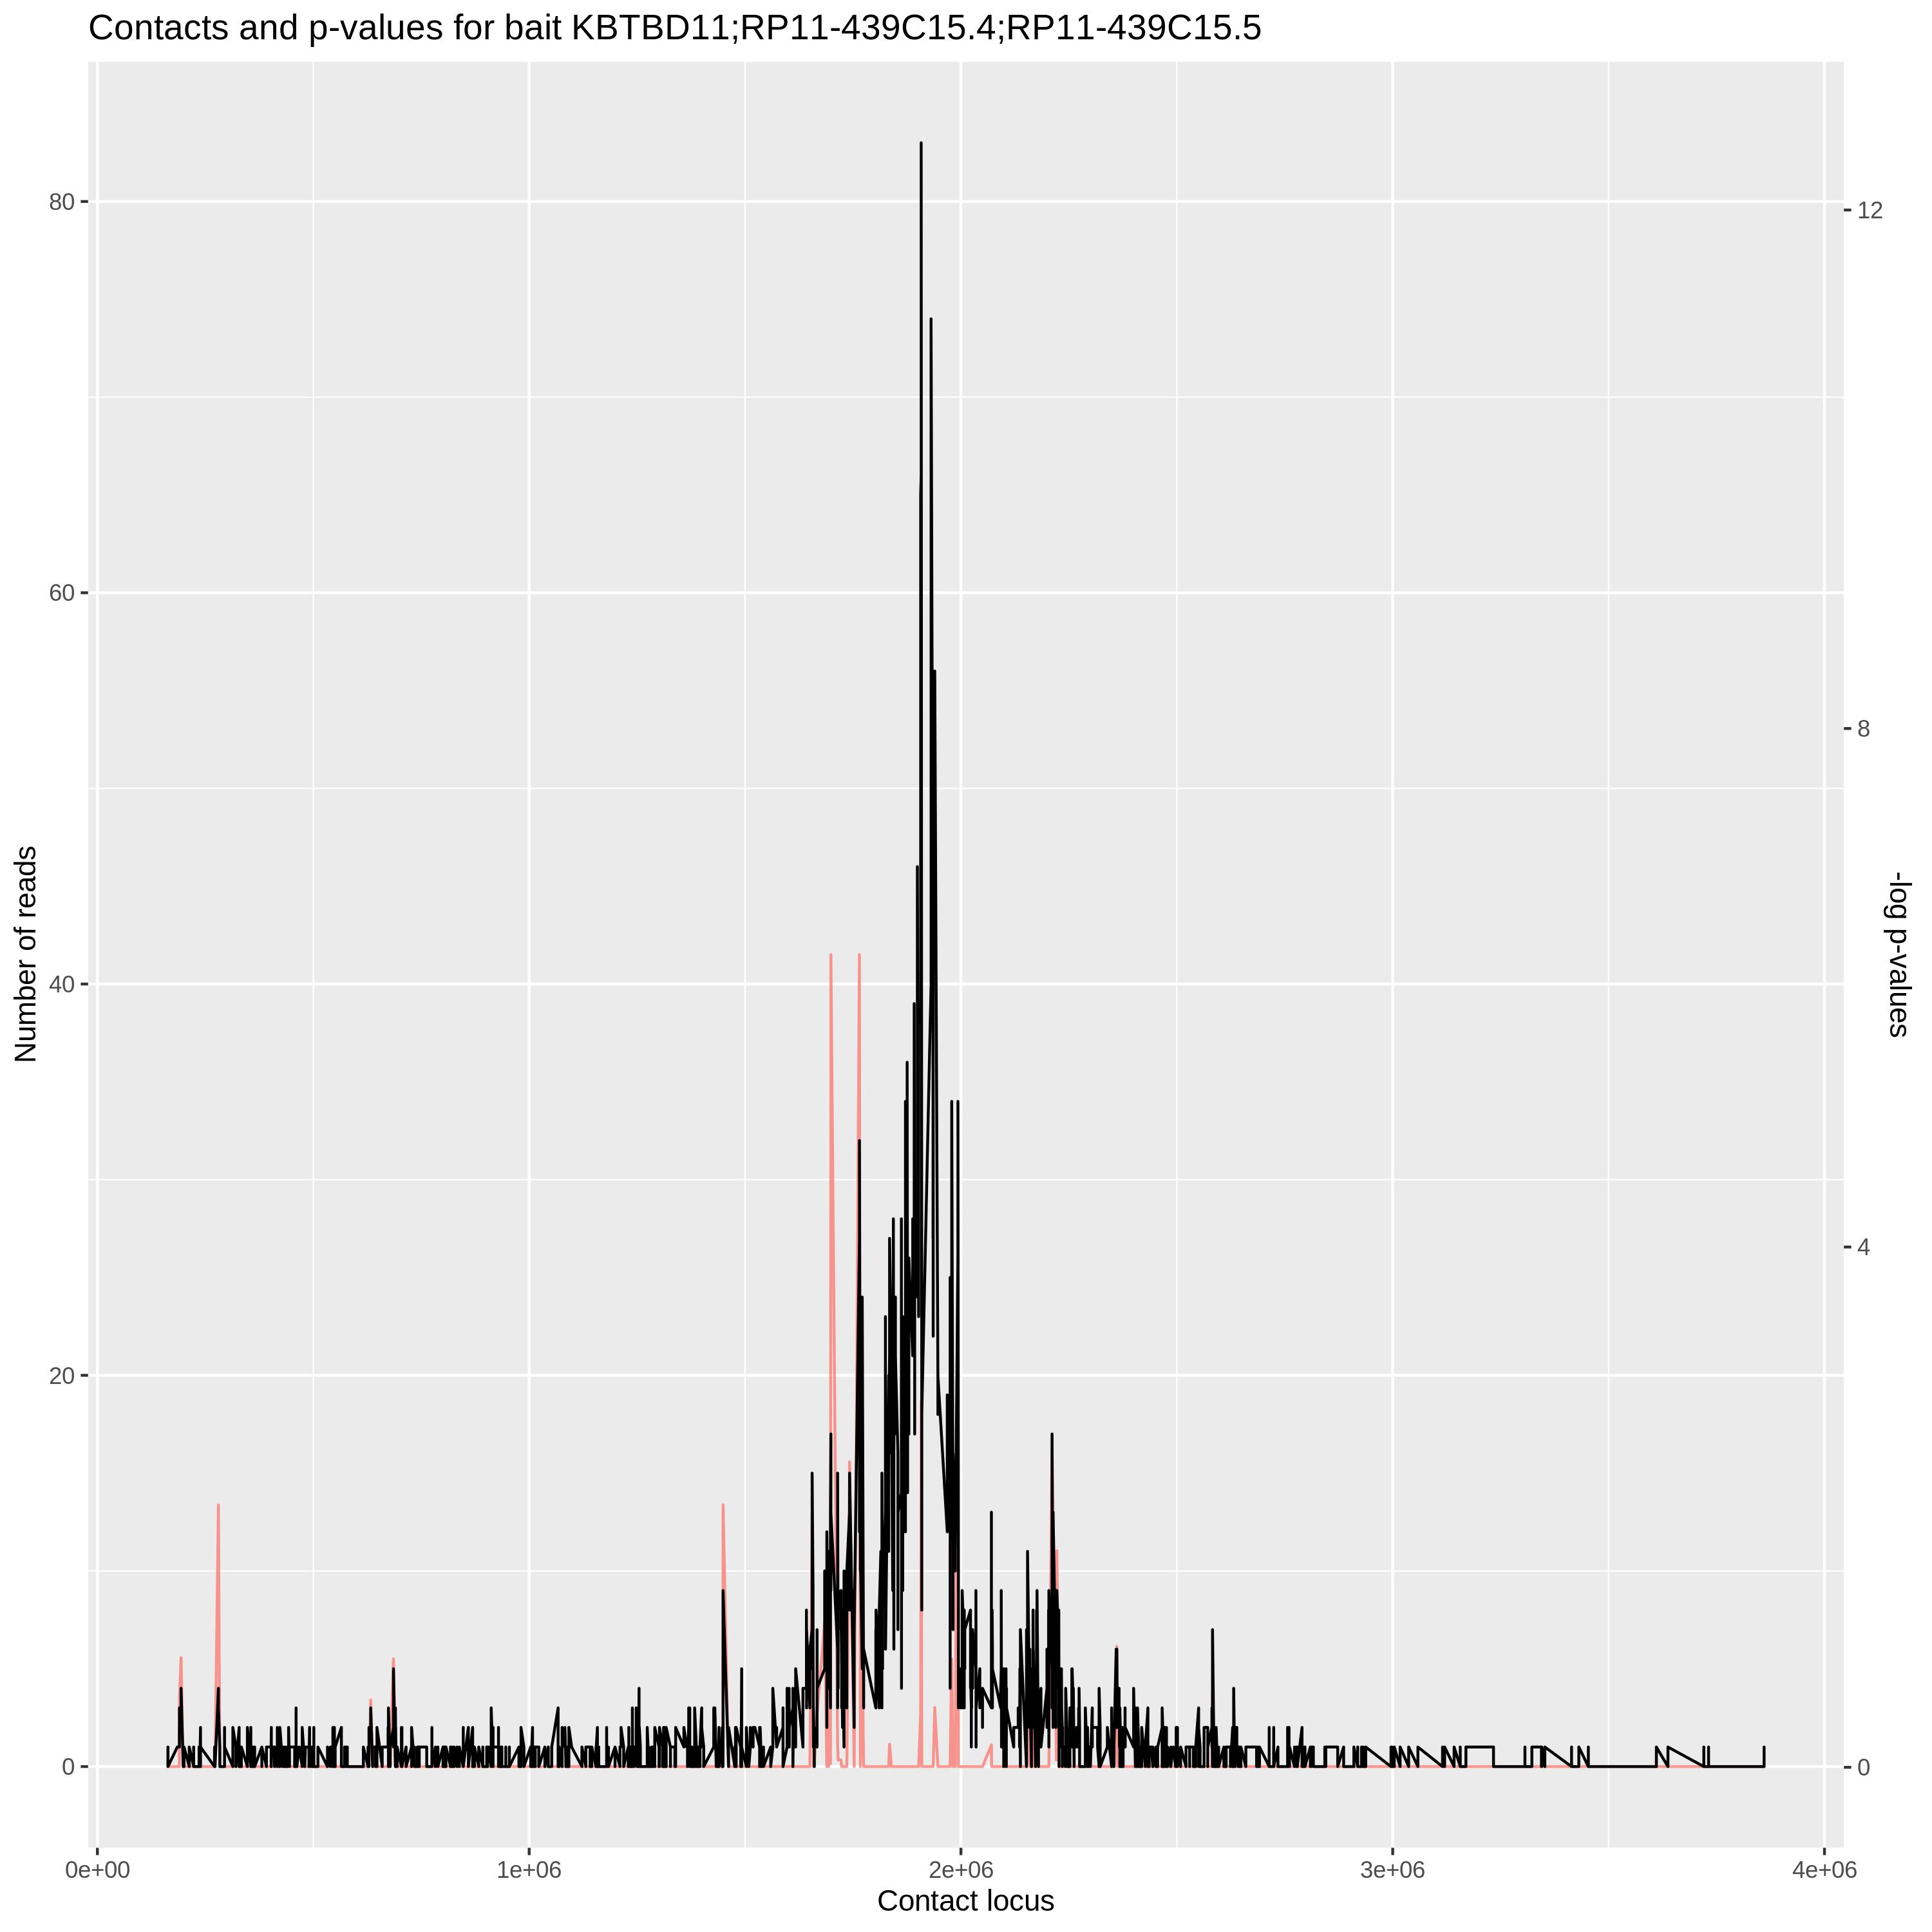 Contacts and p-values for bait KBTBD11;RP11-439C15.4;RP11-439C15.5
80
60
40
20
0
Number of reads
12
8
4
0
-log p-values
0e+00
1e+06
2e+06
3e+06
4e+06
Contact locus